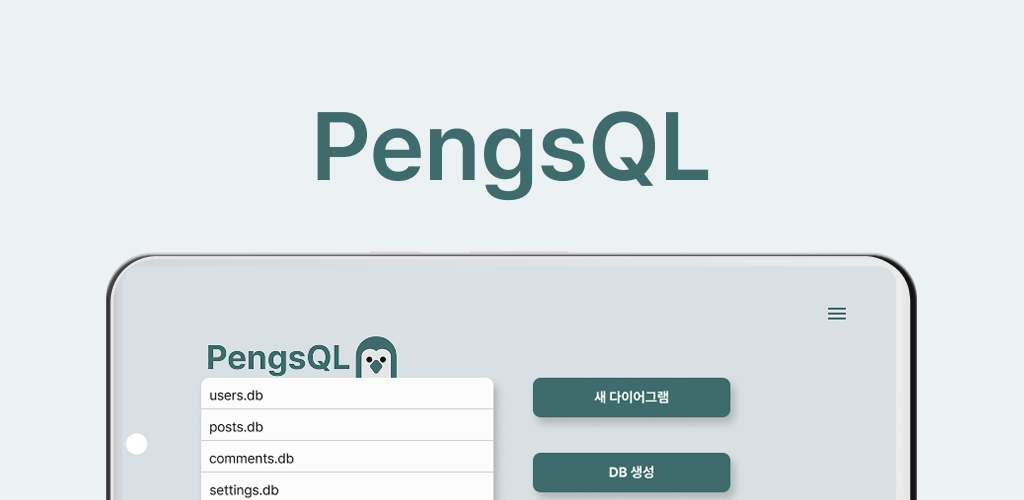 PengsQL
PengsQL
users.db
posts.db
comments.db
settings.db
새 다이어그램
DB 생성